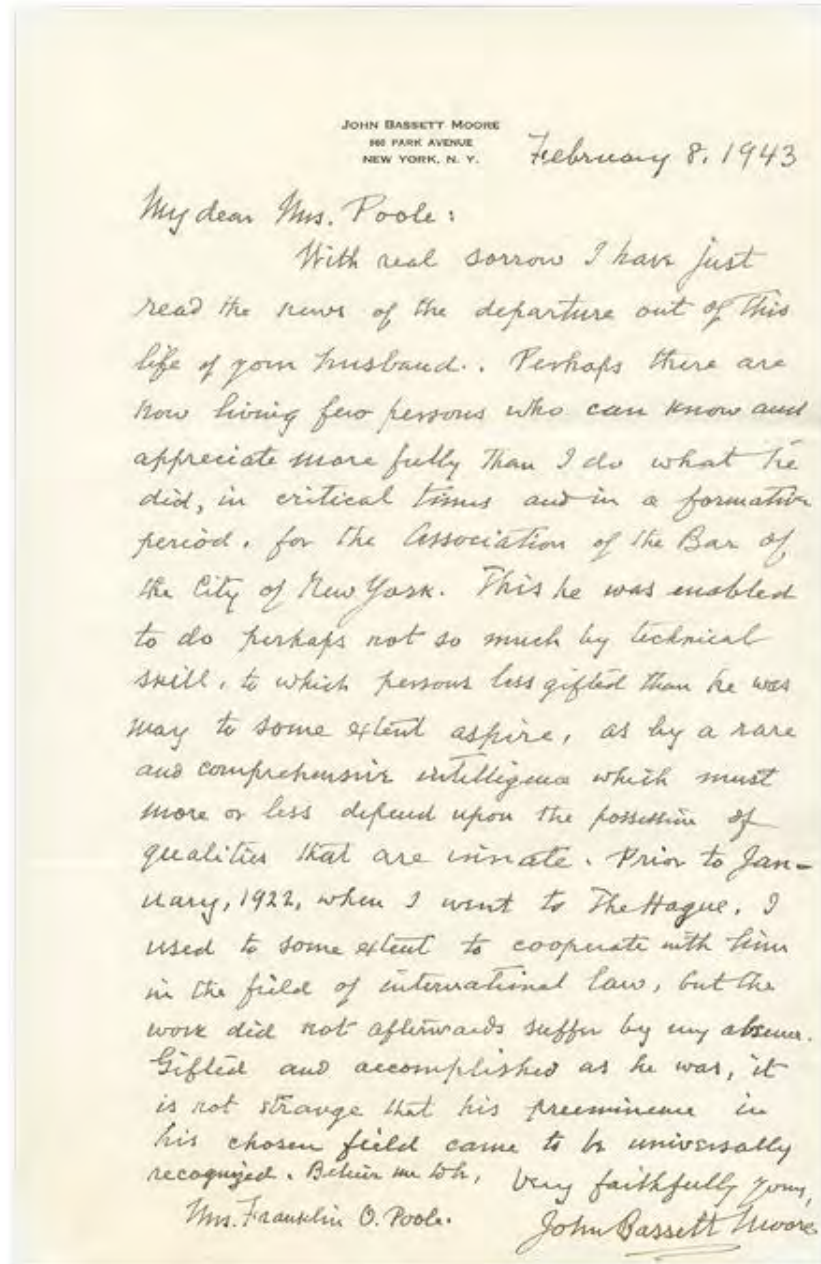 JOHN BASSETT MOORE
960 PARK AVENUE
NEW YORK, N. Y.
February 8, 1943
My dear Mrs. Poole:
With real sorrow I have just
read the news of the departure out of this
life of your husband. Perhaps there are
now living few persons who can know and
appreciate more fully than I do what he
did, in critical times and in a formative
period, for the Association of the Bar of
the City of New York. This he was enabled
to do perhaps not so much by technical
skill, to which persons less gifted than he was
may to some extent aspire, as by a rare
and comprehensive intelligence which must
more or less depend upon the possession of
qualities that are innate. Prior to Jan-
uary, 1922, when I went to The Hague, I
used to some extent to cooperate with him
in the field of international law, but the
work did not afterwards suffer by my absence.
Gifted and accomplished as he was, it
is not strange that his preeminence in
his chosen field came to be universally
recognized. Believe me to be,
Very faithfully yours,
Mrs. Franklin O. Poole.
John Bassett Moore